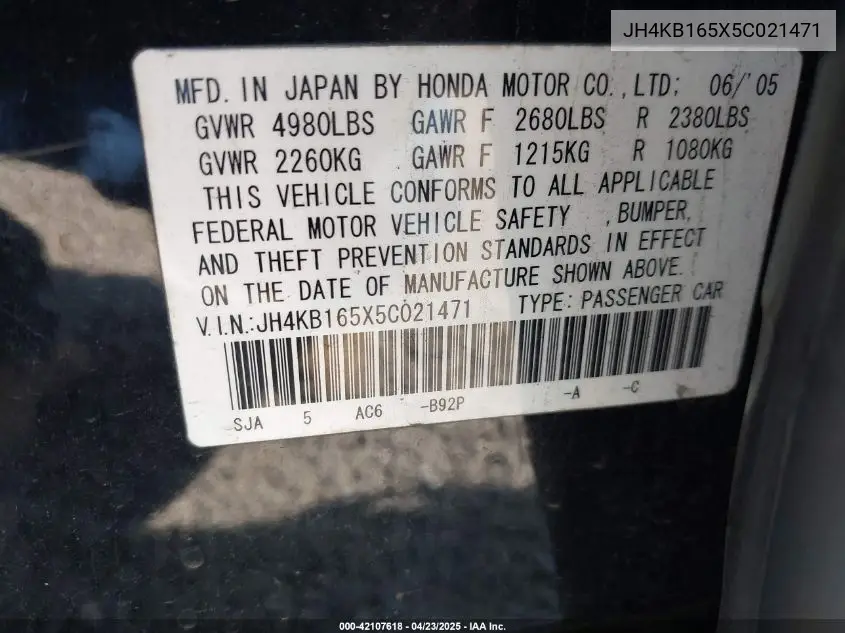 JH4KB165X5C021471
MFD. IN JAPAN BY HONDA MOTOR CO.,LTD; 06/'05
GVWR 4980LBS GAWR F 2680LBS R 2380LBS
GVWR 2260KG GAWR F 1215KG R 1080KG
THIS VEHICLE CONFORMS TO ALL APPLICABLE
FEDERAL MOTOR VEHICLE SAFETY , BUMPER,
AND THEFT PREVENTION STANDARDS IN EFFECT
ON THE DATE OF MANUFACTURE SHOWN ABOVE.
V.I.N.:JH4KB165X5C021471 TYPE: PASSENGER CAR
SJA 5 AC6 -B92P -A -C
000-42107618 - 04/23/2025 - IAA Inc.